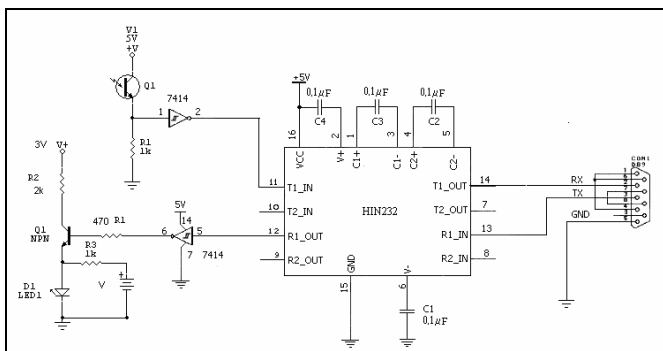 V1
5V
+V
Q1
7414
1
2
R1
1k
3V
V+
R2
2k
Q1
NPN
470
R1
R3
1k
D1
LED1
V
+
5V
14
6
5
7
7414
+5V
0,1µF
C4
0,1µF
C3
0,1µF
C2
16
2
1
3
4
5
VCC
V+
C1+
C1-
C2+
C2-
11
T1_IN
10
T2_IN
12
R1_OUT
9
R2_OUT
HIN232
T1_OUT
14
T2_OUT
7
R1_IN
13
R2_IN
8
GND
V-
15
6
C1
0,1µF
RX
TX
GND
COM1
DB9